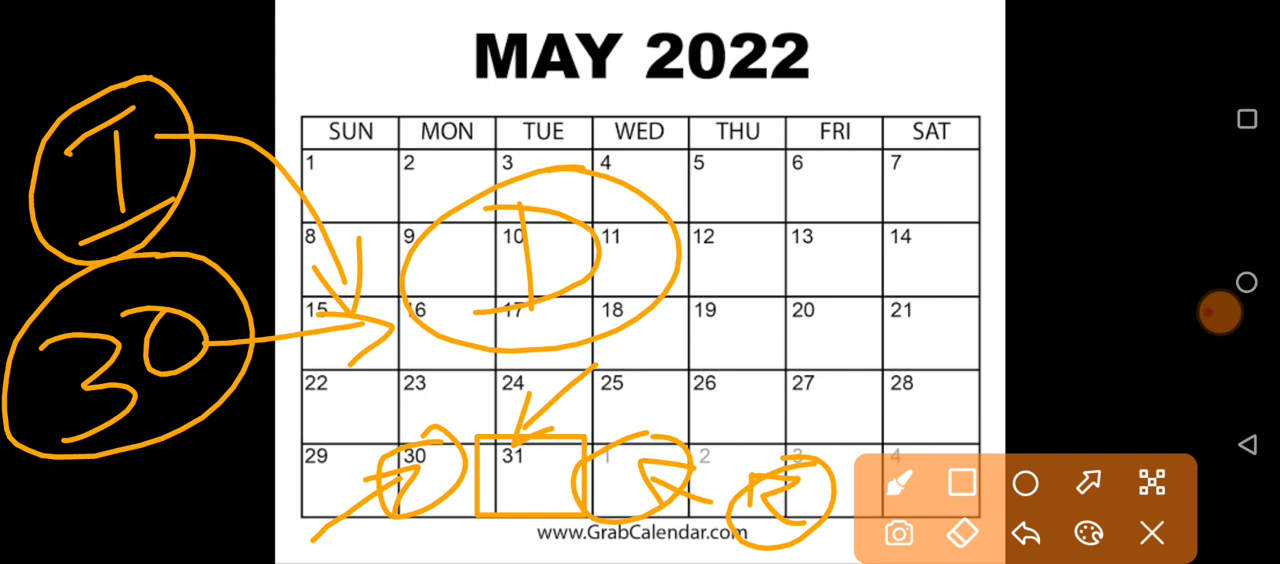 MAY 2022
SUN MON TUE WED THU FRI SAT
1 2 3 4 5 6 7
I
D
8 9 10 11 12 13 14
15 16 17 18 19 20 21
30
22 23 24 25 26 27 28
29 30 31 1 2 3 4
www.GrabCalendar.com